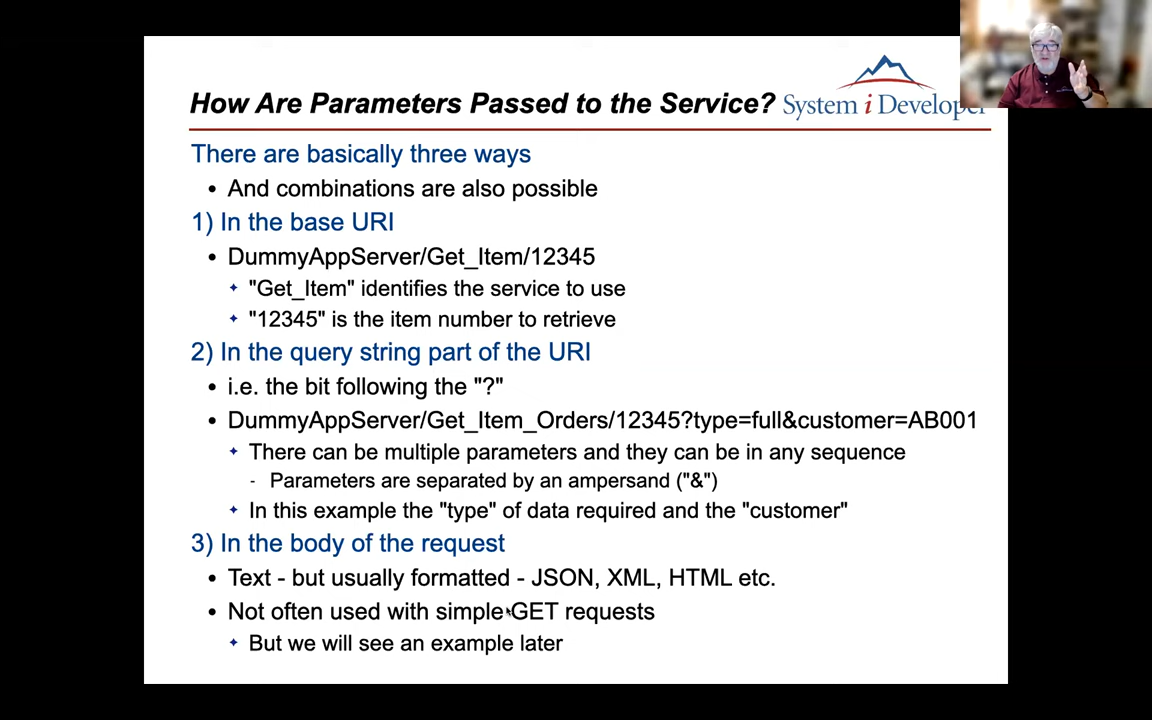 How Are Parameters Passed to the Service?
System i Developer
There are basically three ways
• And combinations are also possible
1) In the base URI
• DummyAppServer/Get_Item/12345
"Get_Item" identifies the service to use
"12345" is the item number to retrieve
2) In the query string part of the URI
• i.e. the bit following the "?"
• DummyAppServer/Get_Item_Orders/12345?type=full&customer=AB001
There can be multiple parameters and they can be in any sequence
- Parameters are separated by an ampersand ("&")
In this example the "type" of data required and the "customer"
3) In the body of the request
• Text - but usually formatted - JSON, XML, HTML etc.
• Not often used with simple GET requests
But we will see an example later